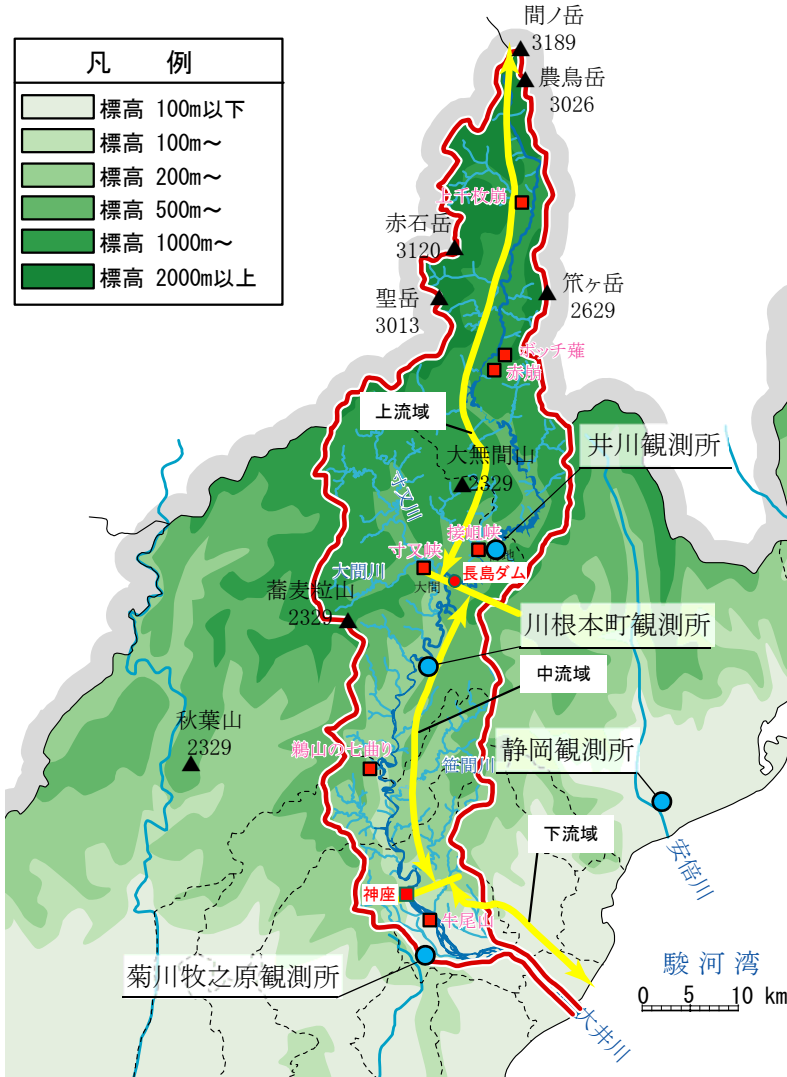 間ノ岳
3189
凡 例
標高 100m以下
標高 100m～
標高 200m～
標高 500m～
標高 1000m～
標高 2000m以上
農鳥岳
3026
上千枚崩
赤石岳
3120
聖岳
3013
笊ヶ岳
2629
ボッチ薙
赤崩
上流域
大無間山
2329
井川観測所
寸又川
接岨峡
寸又峡
地
長島ダム
大間川
大間
蕎麦粒山
2329
川根本町観測所
中流域
秋葉山
2329
鵜山の七曲り
笹間川
静岡観測所
下流域
安倍川
神座
牛尾山
菊川牧之原観測所
駿河湾
0 5 10 km
大井川